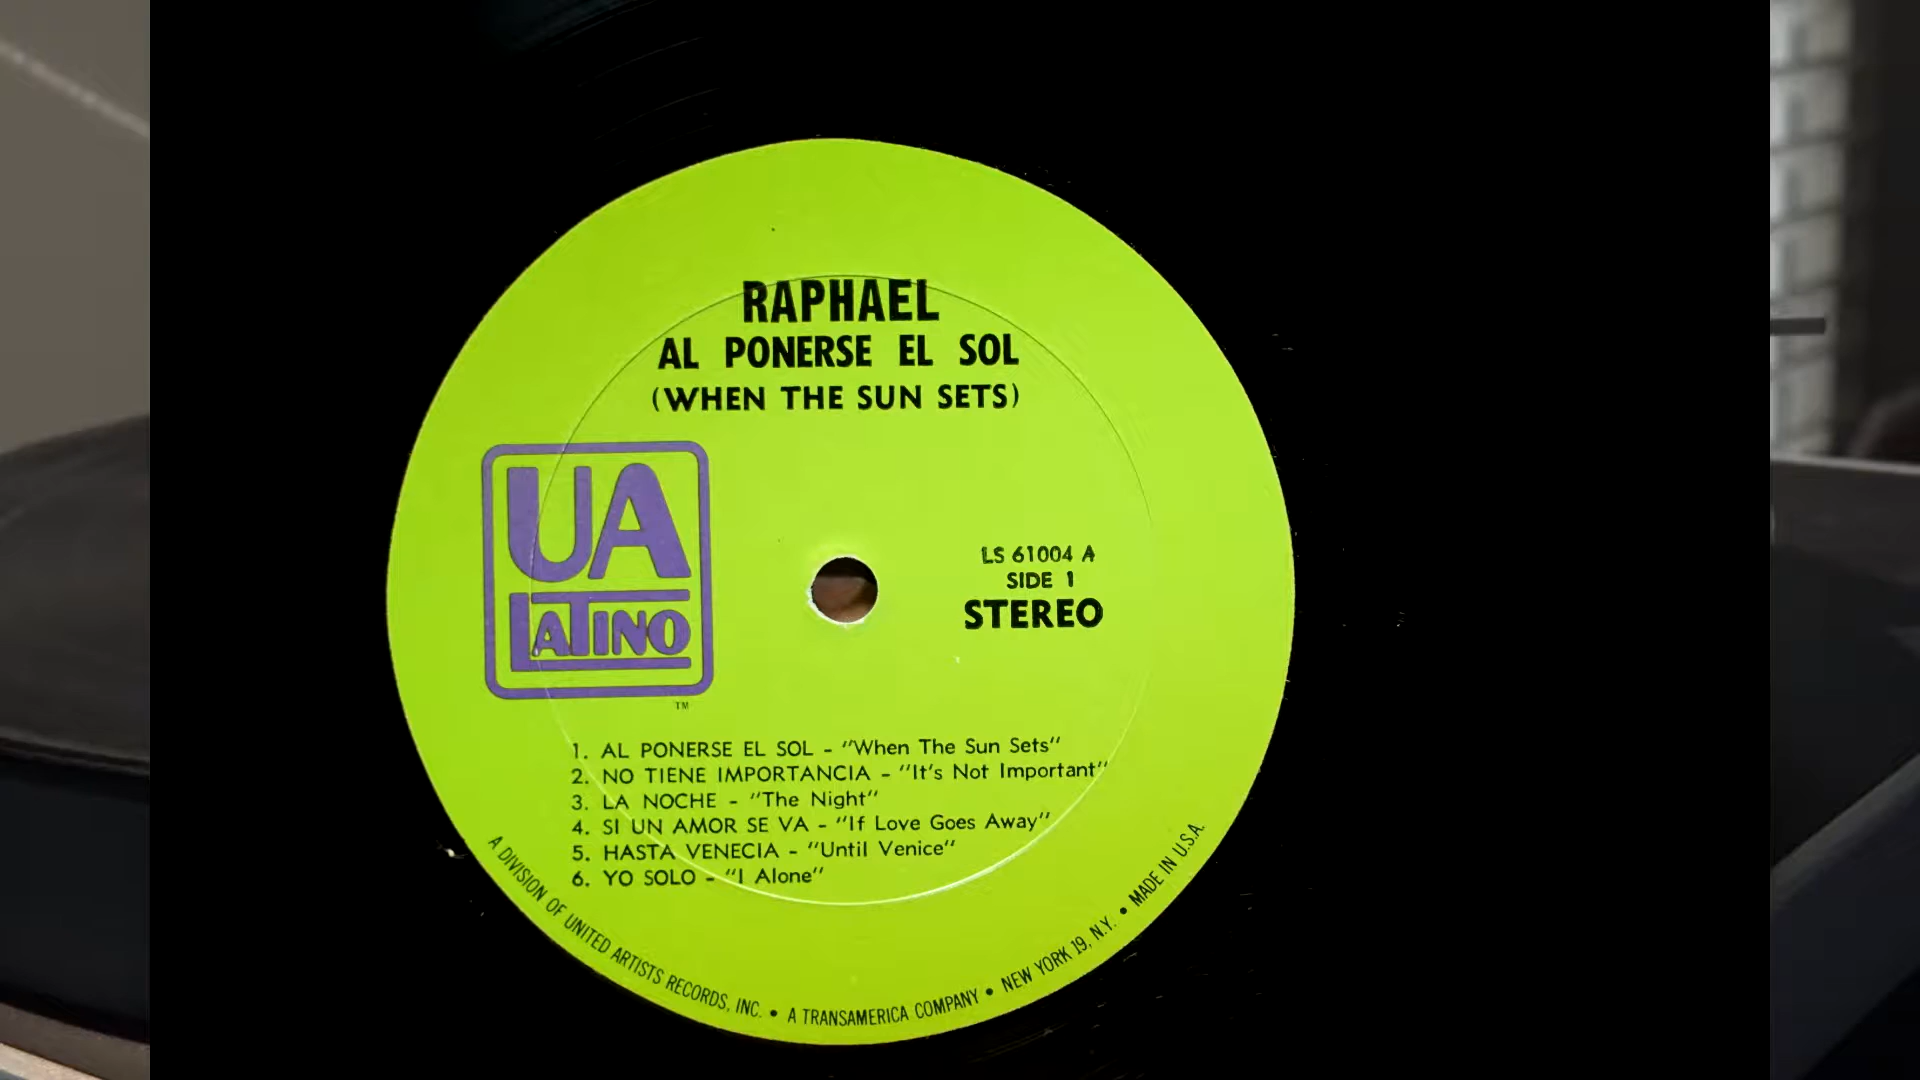 RAPHAEL
AL PONERSE EL SOL
(WHEN THE SUN SETS)
UA
LATINO
TM
LS 61004 A
SIDE 1
STEREO
1. AL PONERSE EL SOL - "When The Sun Sets"
2. NO TIENE IMPORTANCIA - "It's Not Important"
3. LA NOCHE - "The Night"
4. SI UN AMOR SE VA - "If Love Goes Away"
5. HASTA VENECIA - "Until Venice"
6. YO SOLO - "I Alone"
A DIVISION OF UNITED ARTISTS RECORDS, INC. • A TRANSAMERICA COMPANY • NEW YORK 19, N.Y. • MADE IN U.S.A.